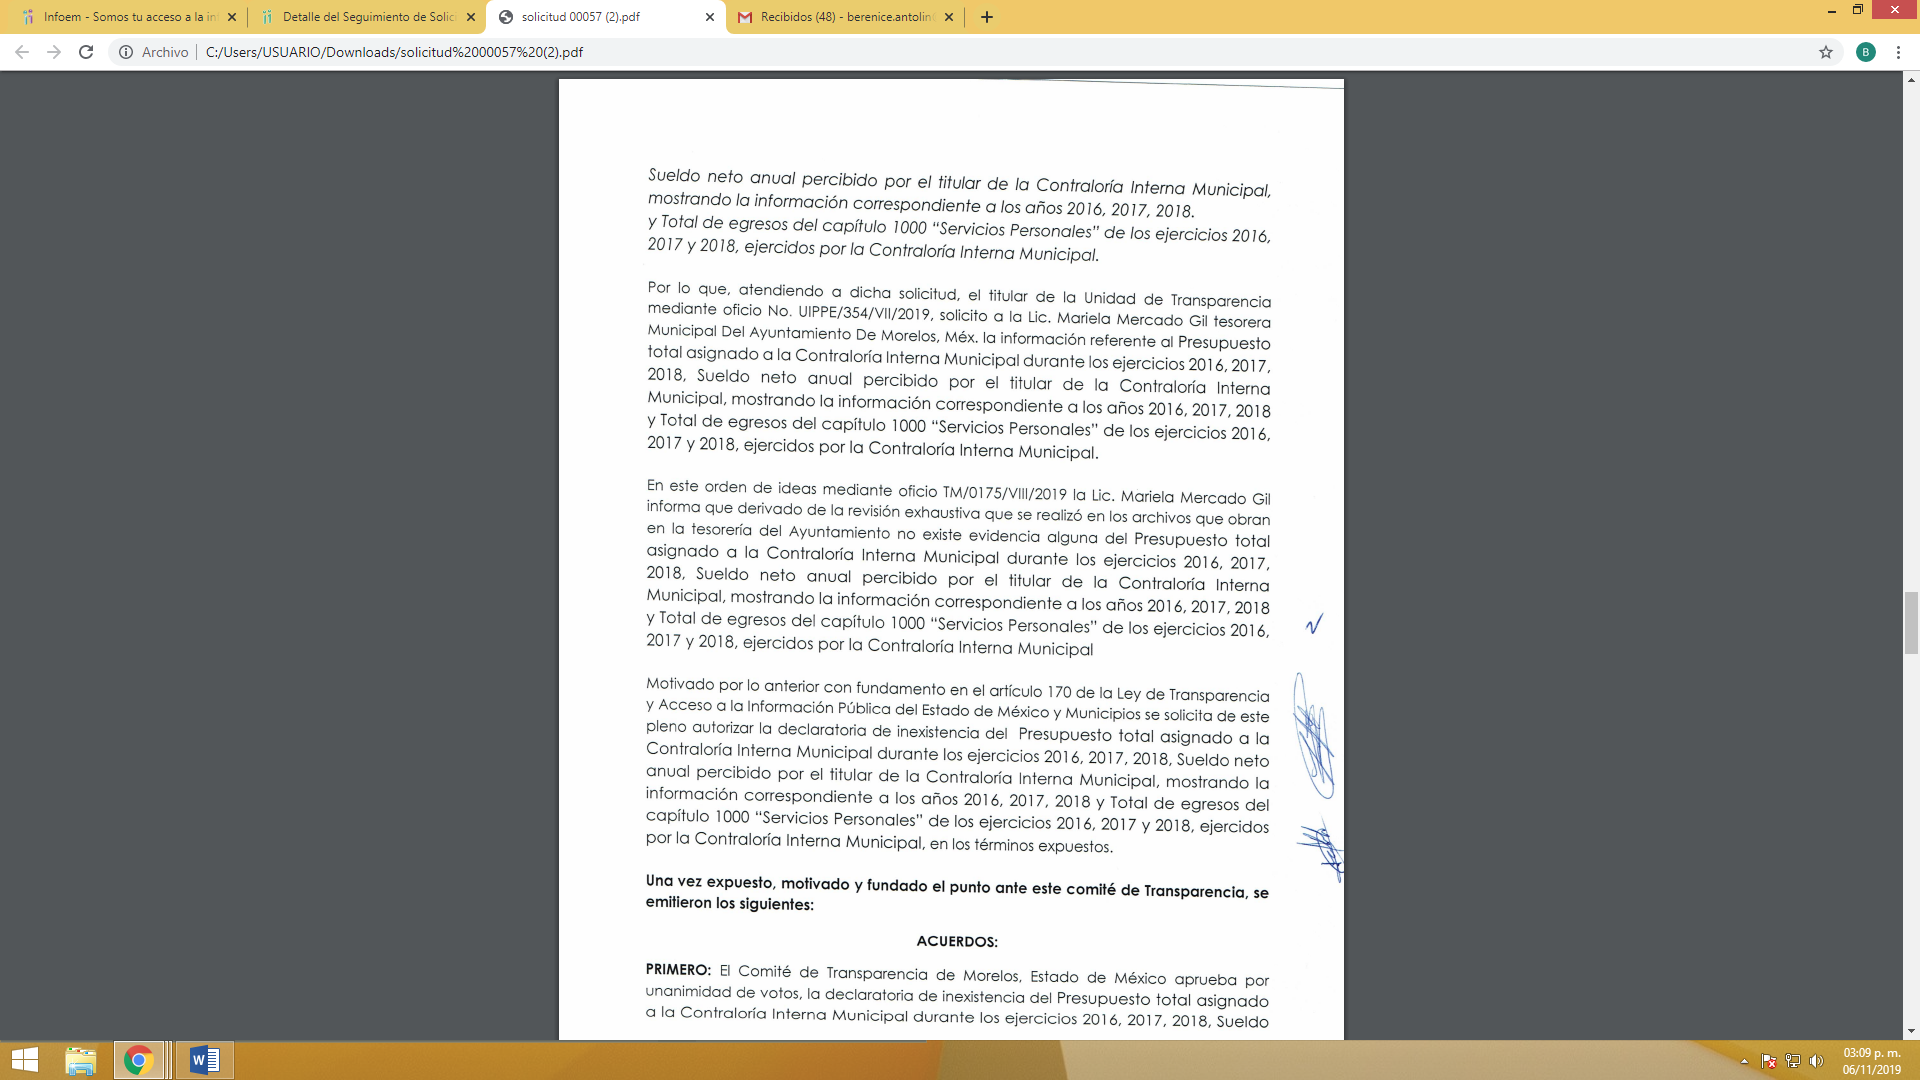 Infoem - Somos tu acceso a la in
Detalle del Seguimiento de Solic
solicitud 00057 (2).pdf
Recibidos (48) - berenice.antolin
Archivo
C:/Users/USUARIO/Downloads/solicitud%2000057%20(2).pdf
B
Sueldo neto anual percibido por el titular de la Contraloría Interna Municipal,
mostrando la información correspondiente a los años 2016, 2017, 2018.
y Total de egresos del capítulo 1000 “Servicios Personales” de los ejercicios 2016,
2017 y 2018, ejercidos por la Contraloría Interna Municipal.
Por lo que, atendiendo a dicha solicitud, el titular de la Unidad de Transparencia
mediante oficio No. UIPPE/354/VII/2019, solicito a la Lic. Mariela Mercado Gil tesorera
Municipal Del Ayuntamiento De Morelos, Méx. la información referente al Presupuesto
total asignado a la Contraloría Interna Municipal durante los ejercicios 2016, 2017,
2018, Sueldo neto anual percibido por el titular de la Contraloría Interna
Municipal, mostrando la información correspondiente a los años 2016, 2017, 2018
y Total de egresos del capítulo 1000 “Servicios Personales” de los ejercicios 2016,
2017 y 2018, ejercidos por la Contraloría Interna Municipal.
En este orden de ideas mediante oficio TM/0175/VIII/2019 la Lic. Mariela Mercado Gil
informa que derivado de la revisión exhaustiva que se realizó en los archivos que obran
en la tesorería del Ayuntamiento no existe evidencia alguna del Presupuesto total
asignado a la Contraloría Interna Municipal durante los ejercicios 2016, 2017,
2018, Sueldo neto anual percibido por el titular de la Contraloría Interna
Municipal, mostrando la información correspondiente a los años 2016, 2017, 2018
y Total de egresos del capítulo 1000 “Servicios Personales” de los ejercicios 2016,
2017 y 2018, ejercidos por la Contraloría Interna Municipal
Motivado por lo anterior con fundamento en el artículo 170 de la Ley de Transparencia
y Acceso a la Información Pública del Estado de México y Municipios se solicita de este
pleno autorizar la declaratoria de inexistencia del Presupuesto total asignado a la
Contraloría Interna Municipal durante los ejercicios 2016, 2017, 2018, Sueldo neto
anual percibido por el titular de la Contraloría Interna Municipal, mostrando la
información correspondiente a los años 2016, 2017, 2018 y Total de egresos del
capítulo 1000 “Servicios Personales” de los ejercicios 2016, 2017 y 2018, ejercidos
por la Contraloría Interna Municipal, en los términos expuestos.
Una vez expuesto, motivado y fundado el punto ante este comité de Transparencia, se
emitieron los siguientes:
ACUERDOS:
PRIMERO: El Comité de Transparencia de Morelos, Estado de México aprueba por
unanimidad de votos, la declaratoria de inexistencia del Presupuesto total asignado
a la Contraloría Interna Municipal durante los ejercicios 2016, 2017, 2018, Sueldo
03:09 p. m.
06/11/2019